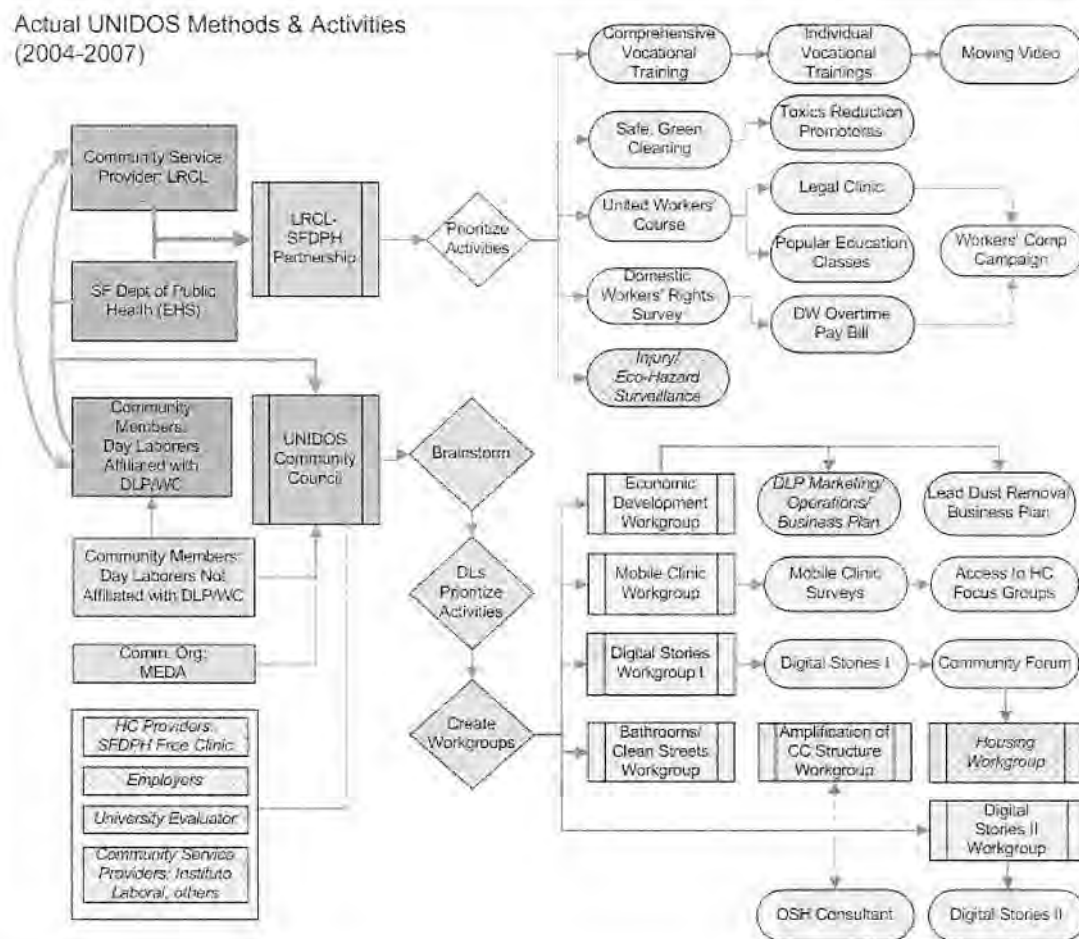 Actual UNIDOS Methods & Activities
(2004-2007)
Comprehensive
Vocational
Training
Individual
Vocational
Trainings
Moving Video
Safe, Green
Cleaning
Toxics Reduction
Promotoras
Community Service
Provider: LRCL
LRCL-
SFDPH
Partnership
Prioritize
Activities
United Workers'
Course
Legal Clinic
Popular Education
Classes
Workers' Comp
Campaign
SF Dept of Public
Health (EHS)
Domestic
Workers' Rights
Survey
DW Overtime
Pay Bill
Injury/
Eco-Hazard
Surveillance
Community
Members:
Day Laborers
Affiliated with
DLP/WC
UNIDOS
Community
Council
Brainstorm
Economic
Development
Workgroup
DLP Marketing/
Operations/
Business Plan
Lead Dust Removal
Business Plan
Community Members:
Day Laborers Not
Affiliated with DLP/WC
DLs
Prioritize
Activities
Mobile Clinic
Workgroup
Mobile Clinic
Surveys
Access to HC
Focus Groups
Comm. Org:
MEDA
Digital Stories
Workgroup I
Digital Stories I
Community Forum
HC Providers:
SFDPH Free Clinic
Employers
University Evaluator
Community Service
Providers: Instituto
Laboral, others
Create
Workgroups
Bathrooms/
Clean Streets
Workgroup
Amplification of
CC Structure
Workgroup
Housing
Workgroup
Digital
Stories II
Workgroup
OSH Consultant
Digital Stories II